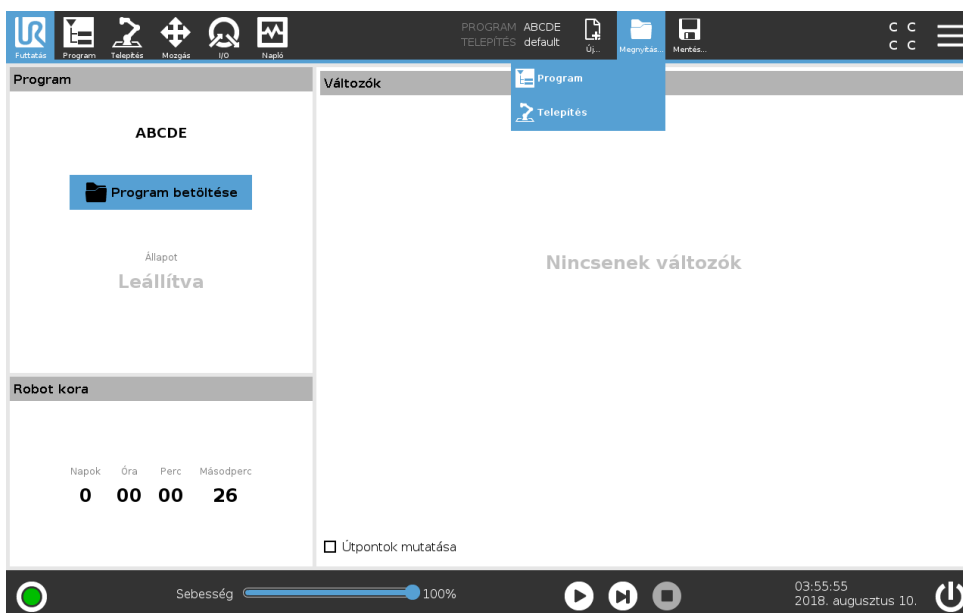 UR
Futtatás
Program
Telepítés
Mozgás
I/O
Napló
PROGRAM ABCDE
TELEPÍTÉS default
Új...
Megnyitás...
Mentés...
C C
C C
Program
Telepítés
Program
ABCDE
Program betöltése
Állapot
Leállítva
Robot kora
Napok Óra Perc Másodperc
0 00 00 26
Változók
Nincsenek változók
Útpontok mutatása
Sebesség 100%
03:55:55
2018. augusztus 10.